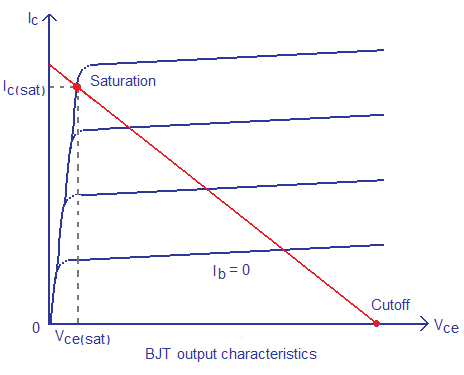 Ic
Saturation
Ic(sat)
Ib = 0
Cutoff
0
Vce(sat)
Vce
BJT output characteristics